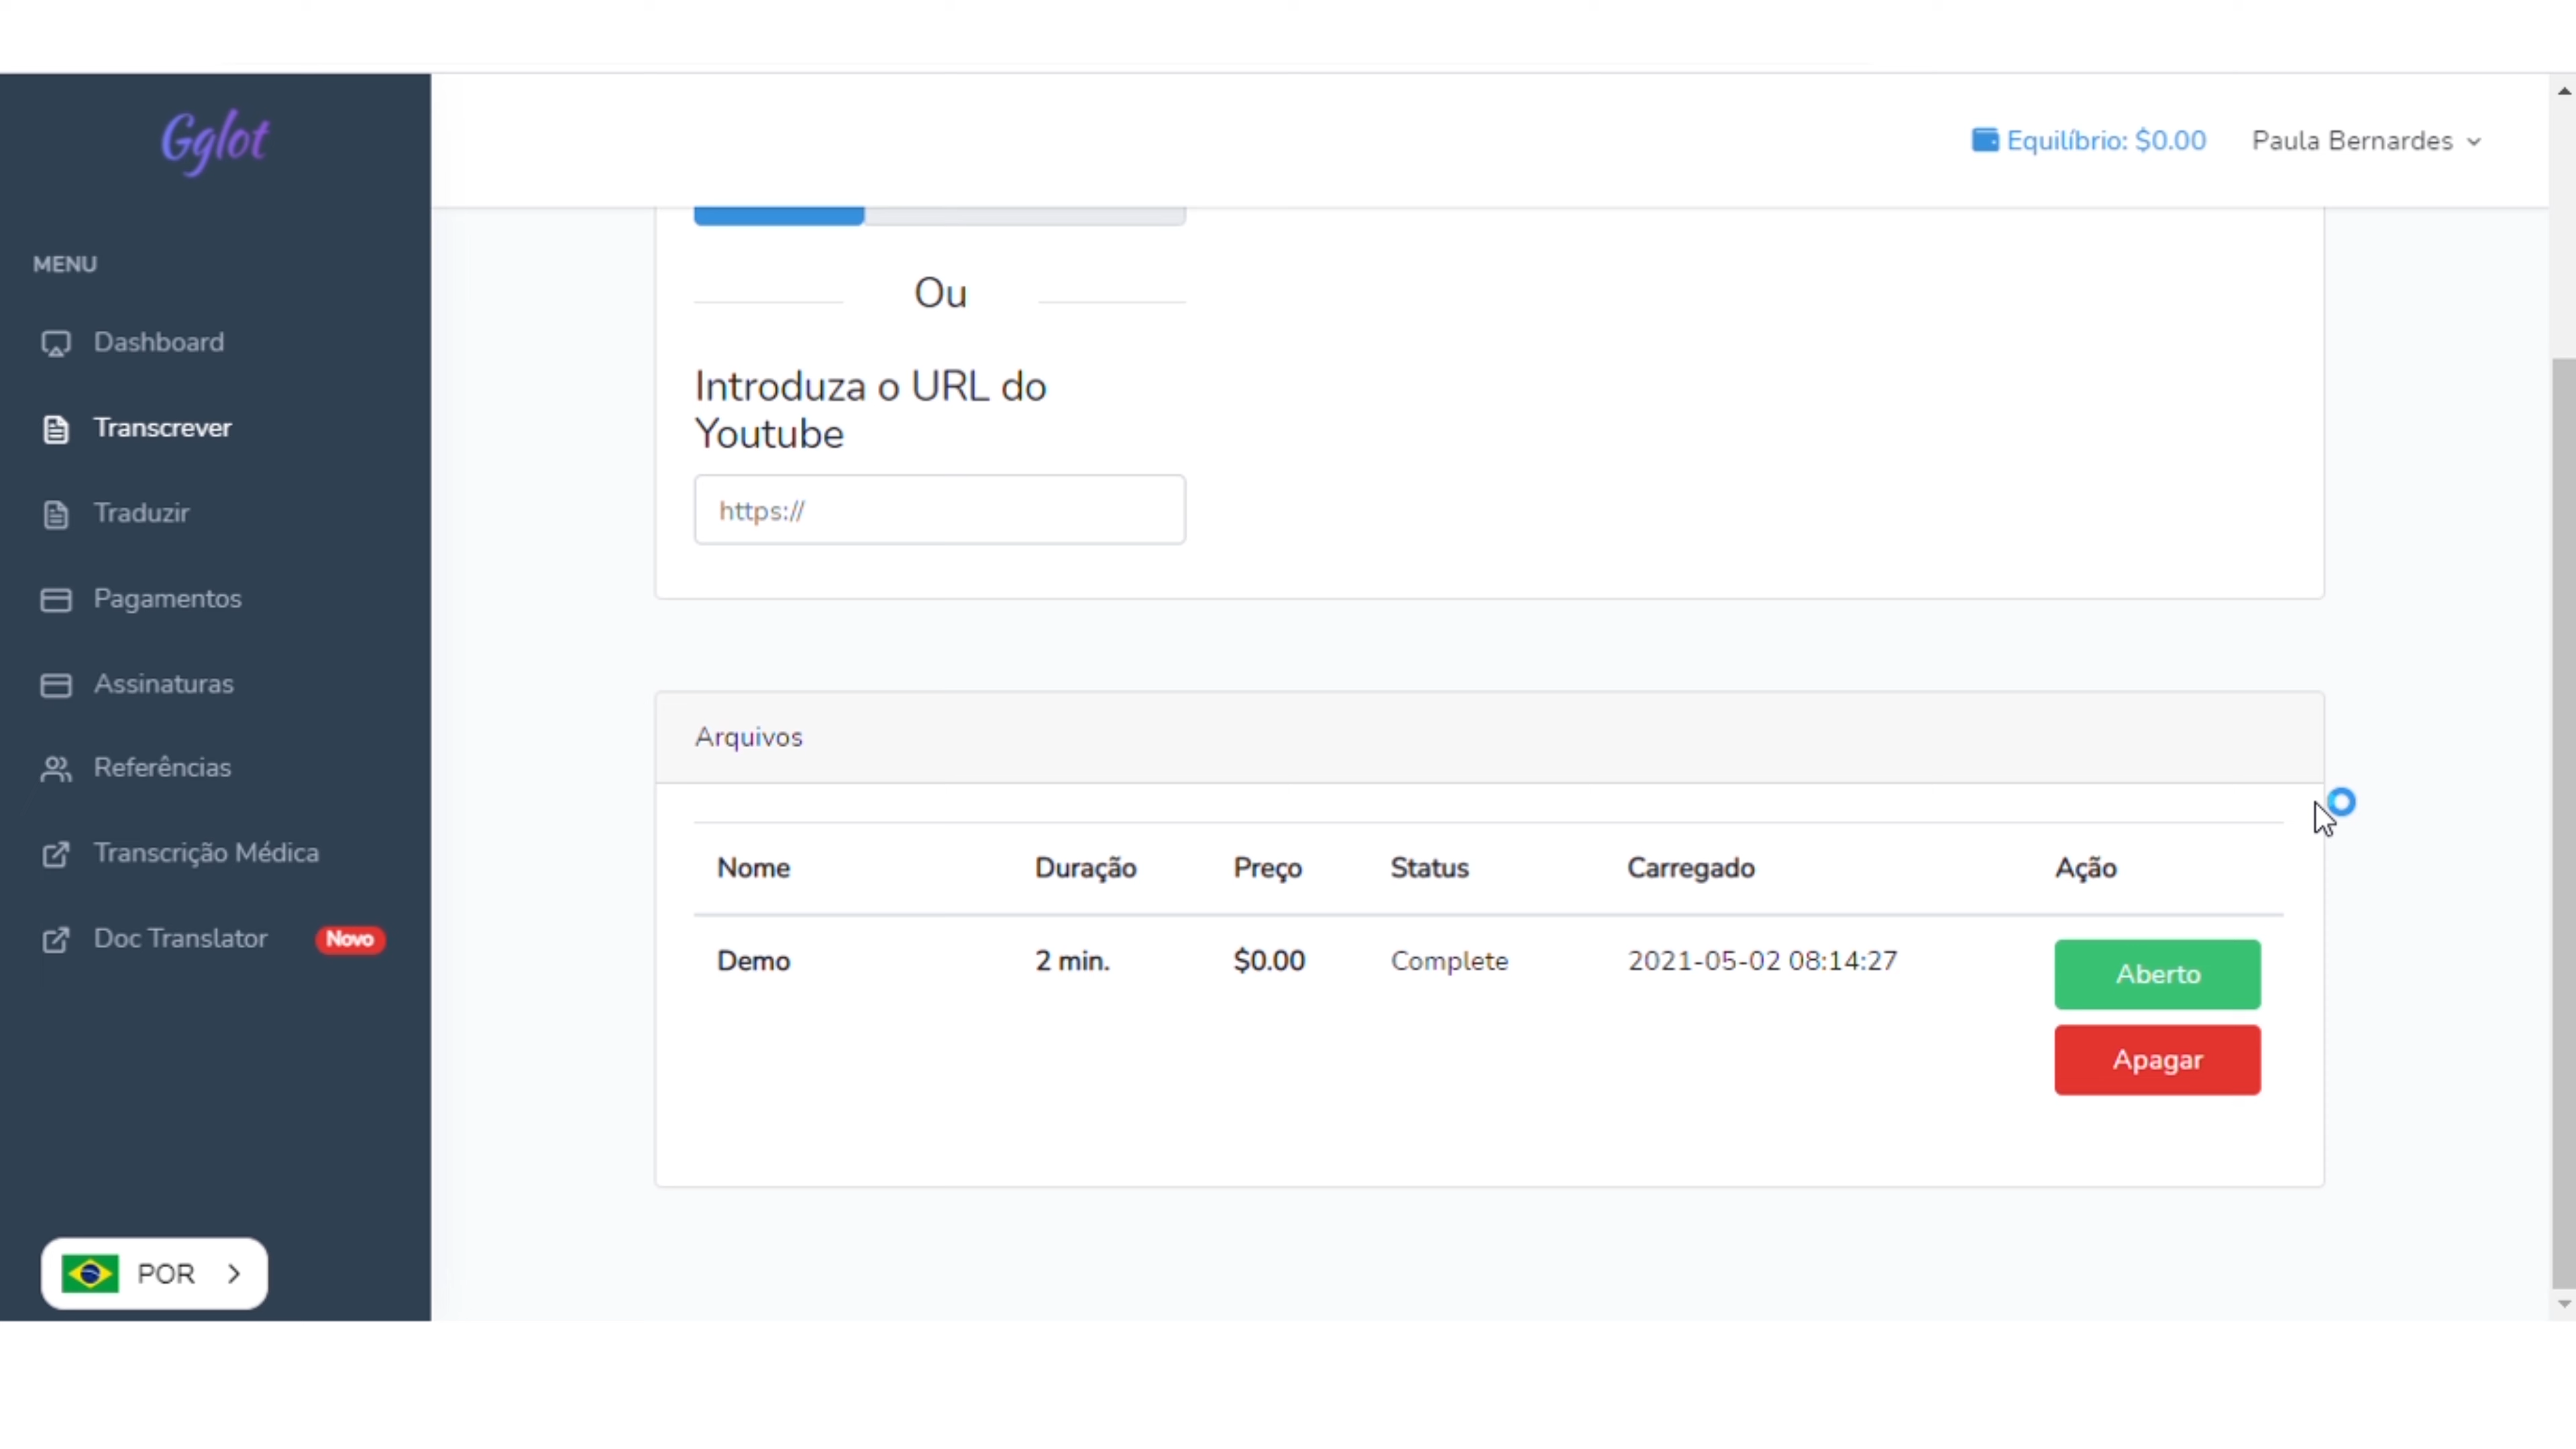 Gglot
Equilíbrio: $0.00
Paula Bernardes
MENU
Dashboard
Transcrever
Traduzir
Pagamentos
Assinaturas
Referências
Transcrição Médica
Doc Translator Novo
POR
Ou
Introduza o URL do
Youtube
https://
Arquivos
Nome Duração Preço Status Carregado Ação
Demo 2 min. $0.00 Complete 2021-05-02 08:14:27 Aberto
Apagar